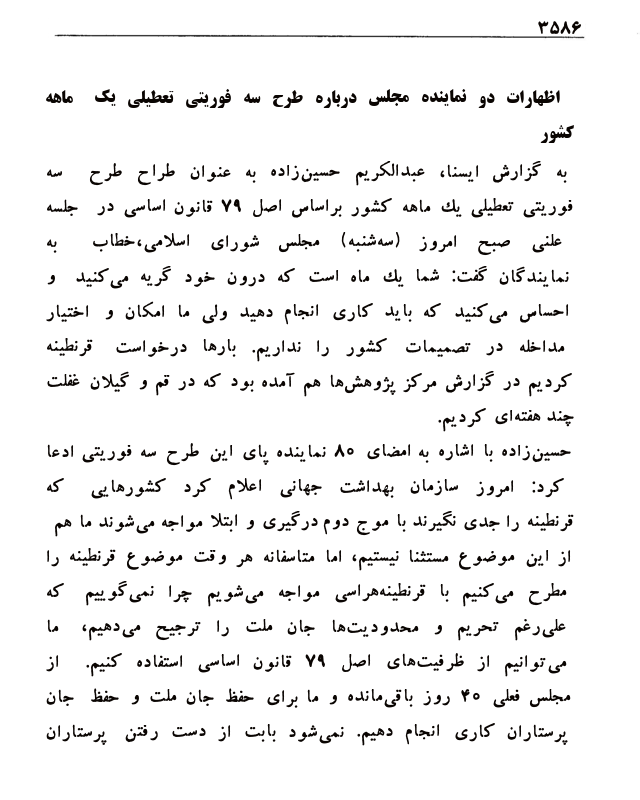 ۳۵۸۶
اظهارات دو نماینده مجلس درباره طرح سه فوریتی تعطیلی یک ماهه
کشور
به گزارش ایسنا، عبدالکریم حسین‌زاده به عنوان طراح طرح سه
فوریتی تعطیلی یك ماهه کشور براساس اصل ۷۹ قانون اساسی در جلسه
علنی صبح امروز (سه‌شنبه) مجلس شورای اسلامی،خطاب به
نمایندگان گفت: شما یك ماه است که درون خود گریه می‌کنید و
احساس می‌کنید که باید کاری انجام دهید ولی ما امکان و اختیار
مداخله در تصمیمات کشور را نداریم. بارها درخواست قرنطینه
کردیم در گزارش مرکز پژوهش‌ها هم آمده بود که در قم و گیلان غفلت
چند هفته‌ای کردیم.
حسین‌زاده با اشاره به امضای ۸۰ نماینده پای این طرح سه فوریتی ادعا
کرد: امروز سازمان بهداشت جهانی اعلام کرد کشورهایی که
قرنطینه را جدی نگیرند با موج دوم درگیری و ابتلا مواجه می‌شوند ما هم
از این موضوع مستثنا نیستیم، اما متاسفانه هر وقت موضوع قرنطینه را
مطرح می‌کنیم با قرنطینه‌هراسی مواجه می‌شویم چرا نمی‌گوییم که
علی‌رغم تحریم و محدودیت‌ها جان ملت را ترجیح می‌دهیم، ما
می‌توانیم از ظرفیت‌های اصل ۷۹ قانون اساسی استفاده کنیم. از
مجلس فعلی ۴۰ روز باقی‌مانده و ما برای حفظ جان ملت و حفظ جان
پرستاران کاری انجام دهیم. نمی‌شود بابت از دست رفتن پرستاران